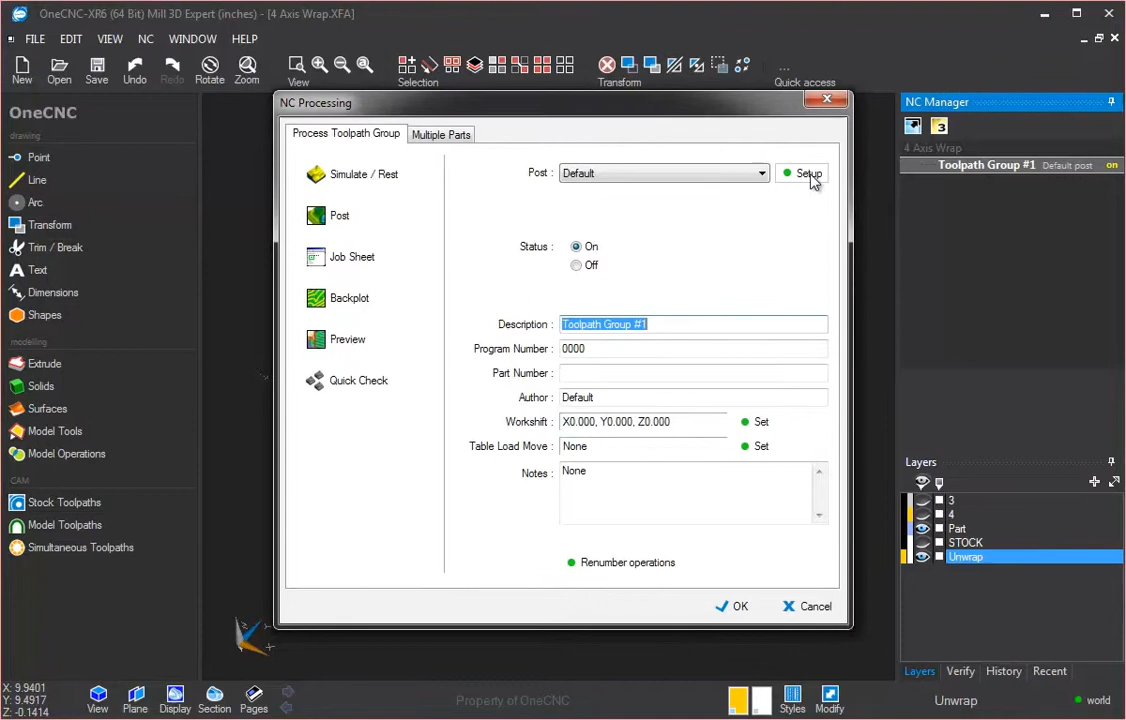 OneCNC-XR6 (64 Bit) Mill 3D Expert (inches) - [4 Axis Wrap.XFA]
FILE EDIT VIEW NC WINDOW HELP
New Open Save Undo Redo Rotate Zoom View Selection Transform Quick access
OneCNC
drawing
Point
Line
Arc
Transform
Trim / Break
Text
Dimensions
Shapes
modelling
Extrude
Solids
Surfaces
Model Tools
Model Operations
CAM
Stock Toolpaths
Model Toolpaths
Simultaneous Toolpaths
NC Processing
Process Toolpath Group Multiple Parts
Simulate / Rest
Post
Job Sheet
Backplot
Preview
Quick Check
Post : Default Setup
Status : On
Off
Description : Toolpath Group #1
Program Number : 0000
Part Number :
Author : Default
Workshift : X0.000, Y0.000, Z0.000 Set
Table Load Move : None Set
Notes : None
Renumber operations
OK Cancel
NC Manager
3
4 Axis Wrap
Toolpath Group #1 Default post on
Layers
3
4
Part
STOCK
Unwrap
Layers Verify History Recent
X: 9.9401
Y: 9.4917
Z: -0.1414
View Plane Display Section Pages
Property of OneCNC
Styles Modify
Unwrap
world